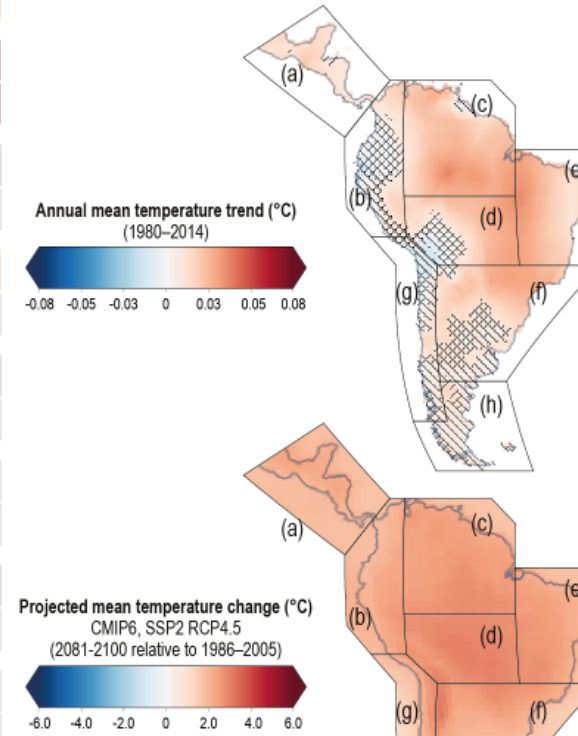 (a)
(c)
(e
(b)
(d)
Annual mean temperature trend (°C)
(1980–2014)
-0.08 -0.05 -0.03 0 0.03 0.05 0.08
(g)
(f)
(h)
(a)
(c)
(e
Projected mean temperature change (°C)
CMIP6, SSP2 RCP4.5
(2081-2100 relative to 1986–2005)
(b)
(d)
-6.0 -4.0 -2.0 0 2.0 4.0 6.0
(g)
(f)